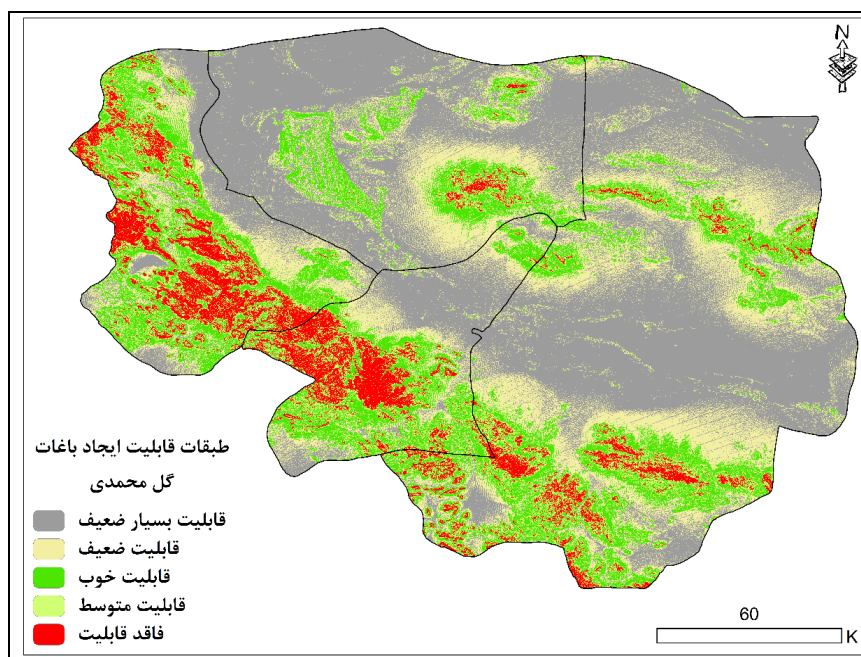 N
طبقات قابلیت ایجاد باغات
گل محمدی
قابلیت بسیار ضعیف
قابلیت ضعیف
قابلیت خوب
قابلیت متوسط
فاقد قابلیت
60
K